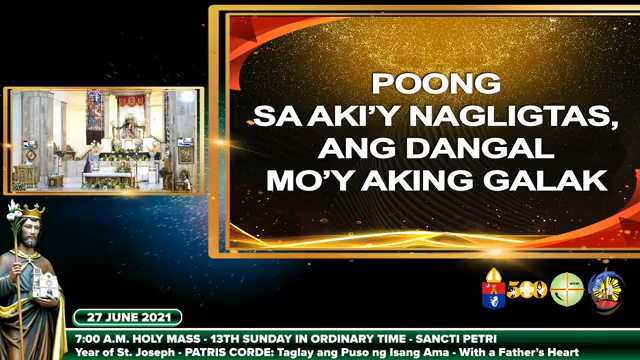 POONG
SA AKI'Y NAGLIGTAS,
ANG DANGAL
MO'Y AKING GALAK
500
27 JUNE 2021
7:00 A.M. HOLY MASS - 13TH SUNDAY IN ORDINARY TIME - SANCTI PETRI
Year of St. Joseph - PATRIS CORDE: Taglay ang Puso ng Isang Ama - With a Father's Heart